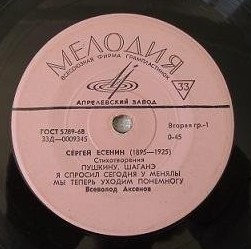 МЕЛОДИЯ
ВСЕСОЮЗНАЯ ФИРМА ГРАМПЛАСТИНОК
33
АПРЕЛЕВСКИЙ ЗАВОД
ГОСТ 5289-68
33Д—0009345
Вторая гр.-1
0-45
СЕРГЕЙ ЕСЕНИН (1895—1925)
Стихотворения
ПУШКИНУ, ШАГАНЭ
Я СПРОСИЛ СЕГОДНЯ У МЕНЯЛЫ
МЫ ТЕПЕРЬ УХОДИМ ПОНЕМНОГУ
Всеволод Аксенов